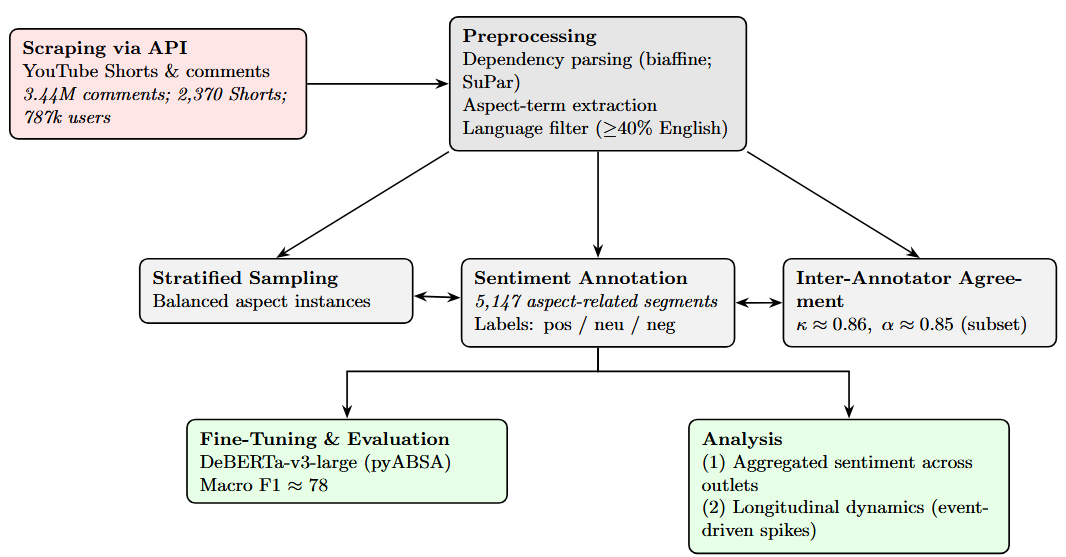 Scraping via API
YouTube Shorts & comments
3.44M comments; 2,370 Shorts;
787k users
Preprocessing
Dependency parsing (biaffine;
SuPar)
Aspect-term extraction
Language filter (≥40% English)
Stratified Sampling
Balanced aspect instances
Sentiment Annotation
5,147 aspect-related segments
Labels: pos / neu / neg
Inter-Annotator Agree-
ment
κ ≈ 0.86, α ≈ 0.85 (subset)
Fine-Tuning & Evaluation
DeBERTa-v3-large (pyABSA)
Macro F1 ≈ 78
Analysis
(1) Aggregated sentiment across
outlets
(2) Longitudinal dynamics (event-
driven spikes)